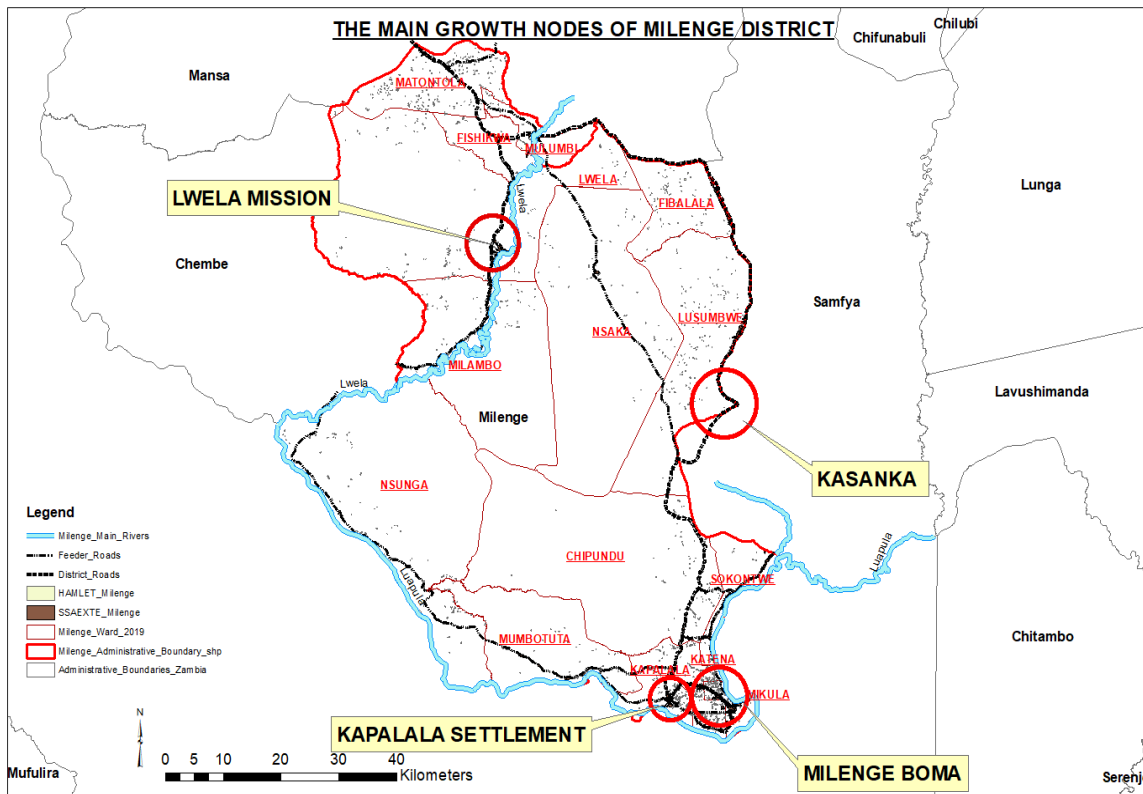 THE MAIN GROWTH NODES OF MILENGE DISTRICT
Chilubi
Chifunabuli
Mansa
MATONTOLA
FISHIKWA
MULUMBI
LWELA
FIBALALA
Lunga
LWELA MISSION
Lwela
Chembe
Samfya
NSAKA
LUSUMBWE
MILAMBO
Lwela
Lavushimanda
Milenge
KASANKA
NSUNGA
Legend
Milenge_Main_Rivers
Feeder_Roads
District_Roads
HAMLET_Milenge
SSAEXTE_Milenge
Milenge_Ward_2019
Milenge_Administrative_Boundary_shp
Administrative_Boundaries_Zambia
CHIPUNDU
Luapula
SOKONTWE
Luapula
Chitambo
MUMBOTUTA
KATENA
KAPALALA
MIKULA
KAPALALA SETTLEMENT
MILENGE BOMA
N
0 5 10 20 30 40
Kilometers
Mufulira
Serenje